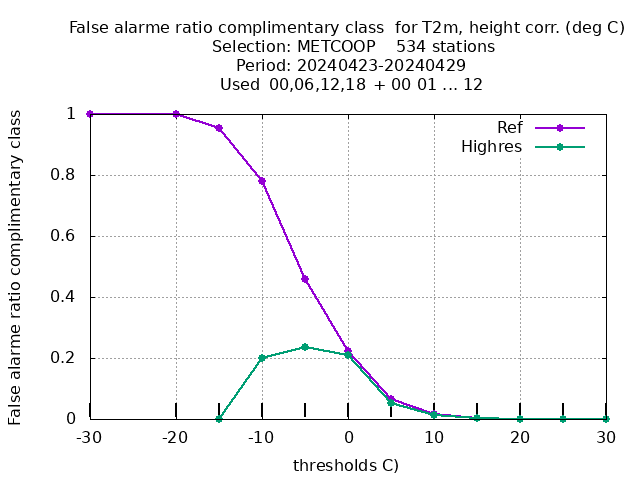 False alarme ratio complimentary class  for T2m, height corr. (deg C)
Selection: METCOOP    534 stations
Period: 20240423-20240429
Used  00,06,12,18  + 00 01 ... 12
False alarme ratio complimentary class
1
0.8
0.6
0.4
0.2
0
Ref
Highres
-30
-20
-10
0
10
20
30
thresholds C)